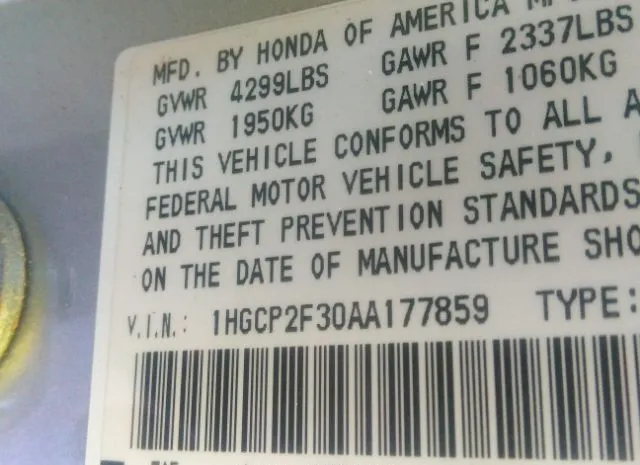 MFD. BY HONDA OF AMERICA
GVWR 4299LBS GAWR F 2337LBS
GVWR 1950KG GAWR F 1060KG
THIS VEHICLE CONFORMS TO ALL A
FEDERAL MOTOR VEHICLE SAFETY,
AND THEFT PREVENTION STANDARDS
ON THE DATE OF MANUFACTURE SHO
V.I.N.: 1HGCP2F30AA177859 TYPE: